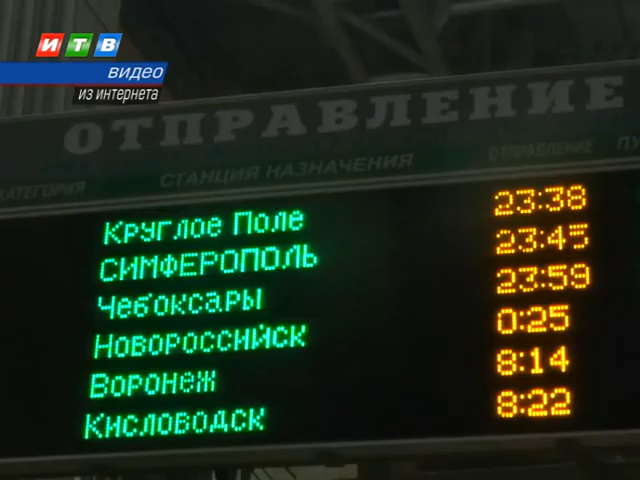 ИТВ
видео
из интернета
ОТПРАВЛЕНИЕ
КАТЕГОРИЯ СТАНЦИЯ НАЗНАЧЕНИЯ ОТПРАВЛЕНИЕ
Круглое Поле 23:38
СИМФЕРОПОЛЬ 23:45
Чебоксары 23:59
Новороссийск 0:25
Воронеж 8:14
Кисловодск 8:22